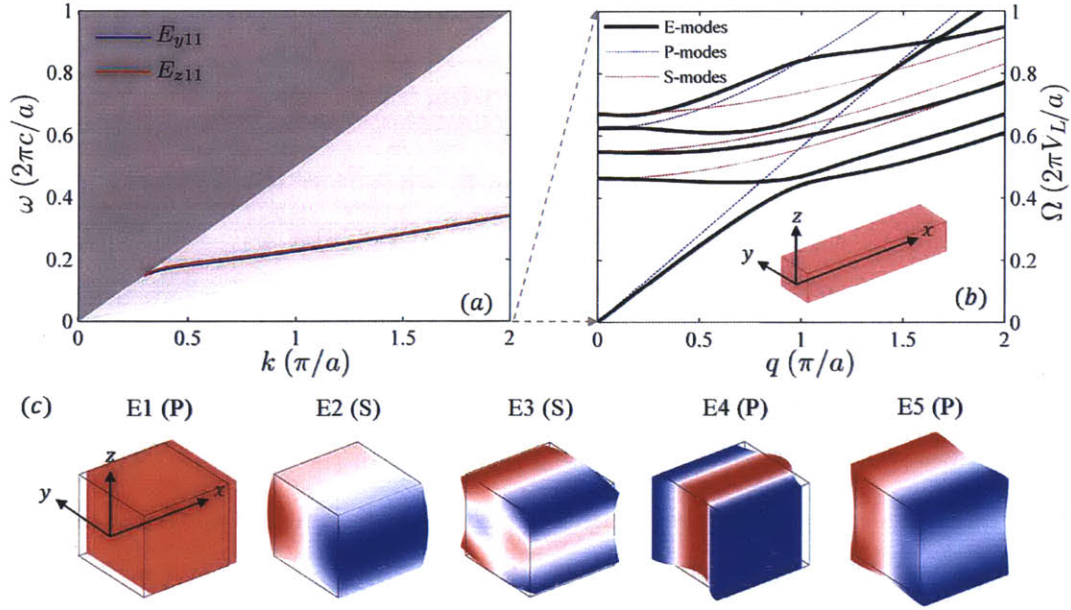 E_{y11}
E_{z11}
ω (2πc/a)
1
0.8
0.6
0.4
0.2
0
0
0.5
1
1.5
2
k (π/a)
(a)
E-modes
P-modes
S-modes
1
0.8
0.6
0.4
0.2
0
Ω (2πV_L/a)
z
y
x
(b)
0
0.5
1
1.5
2
q (π/a)
(c)
E1 (P)
E2 (S)
E3 (S)
E4 (P)
E5 (P)
z
y
x